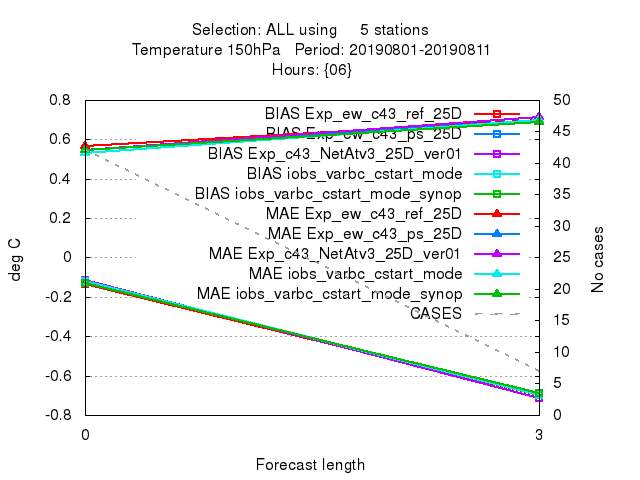 Selection: ALL using 5 stations
Temperature 150hPa Period: 20190801-20190811
Hours: {06}
0.8
0.6
0.4
0.2
0
-0.2
-0.4
-0.6
-0.8
deg C
50
45
40
35
30
25
20
15
10
5
0
No cases
BIAS Exp_ew_c43_ref_25D
BIAS Exp_ew_c43_ps_25D
BIAS Exp_c43_NetAtv3_25D_ver01
BIAS iobs_varbc_cstart_mode
BIAS iobs_varbc_cstart_mode_synop
MAE Exp_ew_c43_ref_25D
MAE Exp_ew_c43_ps_25D
MAE Exp_c43_NetAtv3_25D_ver01
MAE iobs_varbc_cstart_mode
MAE iobs_varbc_cstart_mode_synop
CASES
0 3
Forecast length